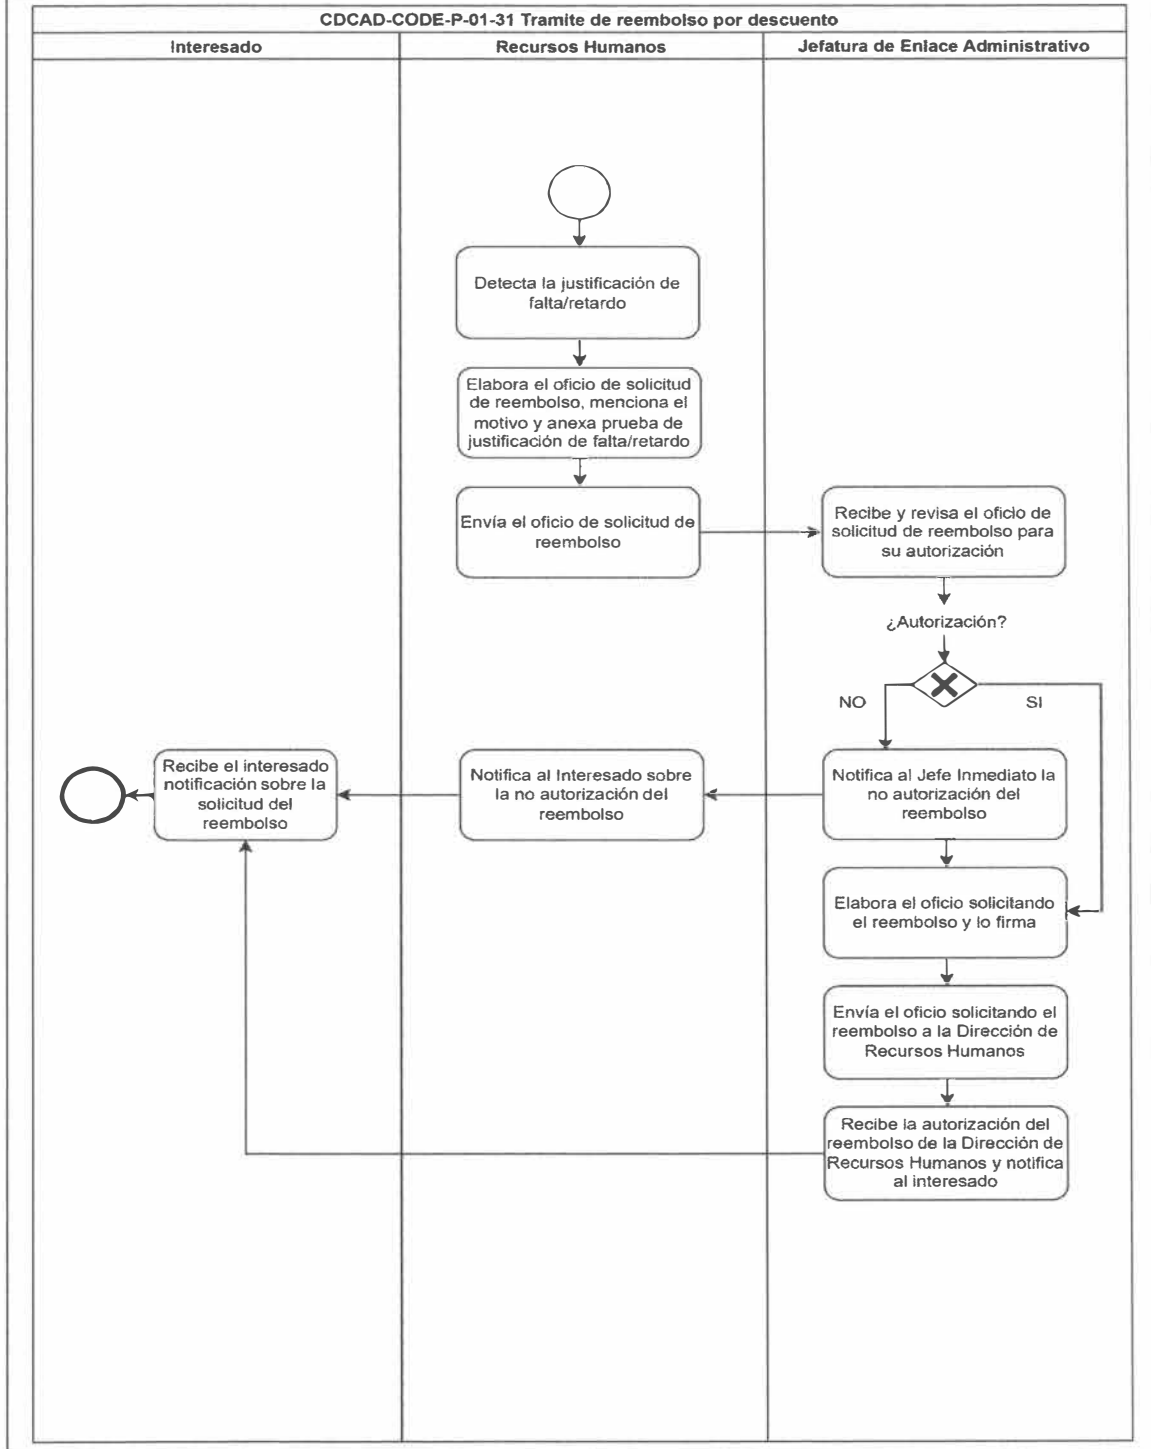 CDCAD-CODE-P-01-31 Tramite de reembolso por descuento
Interesado
Recursos Humanos
Jefatura de Enlace Administrativo
Detecta la justificación de
falta/retardo
Elabora el oficio de solicitud
de reembolso, menciona el
motivo y anexa prueba de
justificación de falta/retardo
Envía el oficio de solicitud de
reembolso
Recibe y revisa el oficio de
solicitud de reembolso para
su autorización
¿Autorización?
NO
SI
Recibe el interesado
notificación sobre la
solicitud del
reembolso
Notifica al Interesado sobre
la no autorización del
reembolso
Notifica al Jefe Inmediato la
no autorización del
reembolso
Elabora el oficio solicitando
el reembolso y lo firma
Envía el oficio solicitando el
reembolso a la Dirección de
Recursos Humanos
Recibe la autorización del
reembolso de la Dirección de
Recursos Humanos y notifica
al interesado